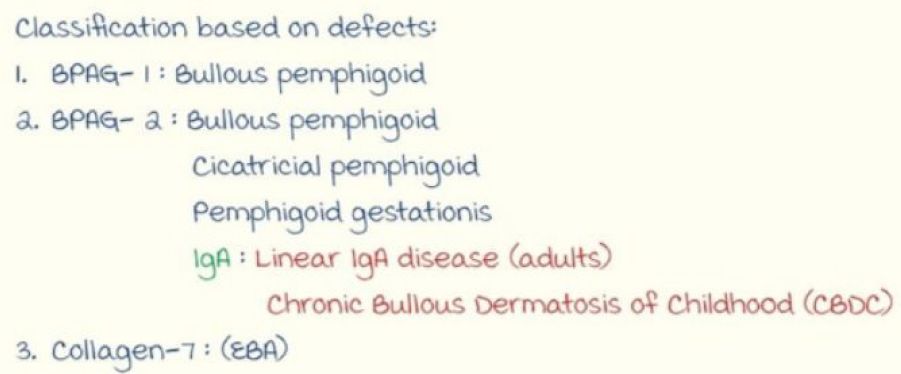 Classification based on defects:
1. BPAG-1: Bullous pemphigoid
2. BPAG-2: Bullous pemphigoid
Cicatricial pemphigoid
Pemphigoid gestationis
IgA: Linear IgA disease (adults)
Chronic Bullous Dermatosis of Childhood (CBDC)
3. Collagen-7: (EBA)